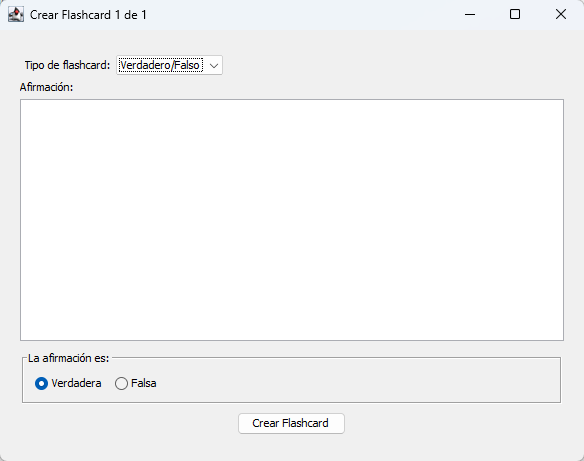 Crear Flashcard 1 de 1
Tipo de flashcard: Verdadero/Falso
Afirmación:
La afirmación es:
Verdadera Falsa
Crear Flashcard